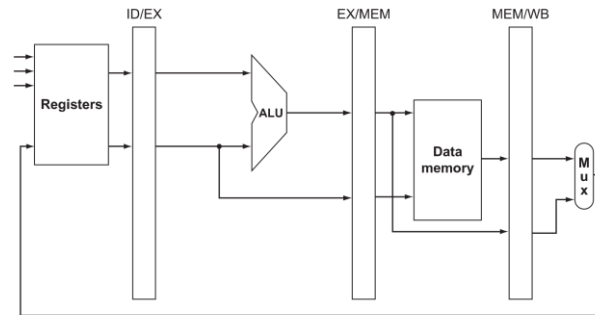 ID/EX
EX/MEM
MEM/WB
Registers
ALU
Data
memory
M
u
x